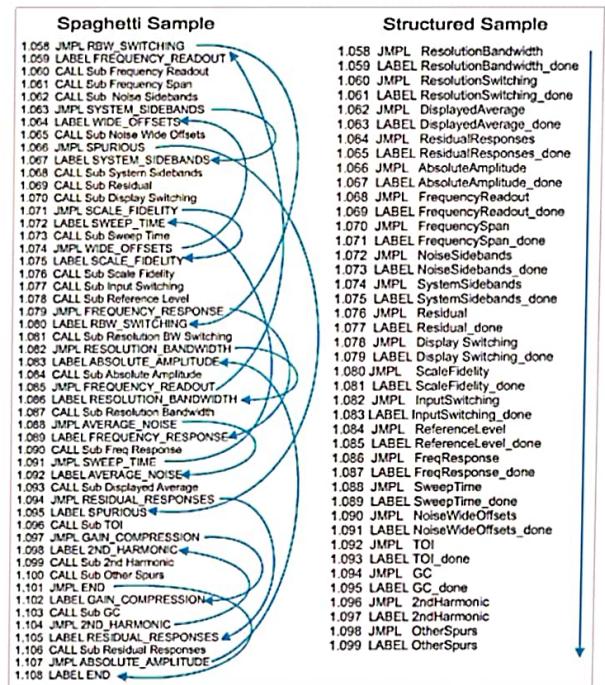 Spaghetti Sample
1.058 JMPL RBW_SWITCHING
1.059 LABEL FREQUENCY_READOUT
1.060 CALL Sub Frequency Readout
1.061 CALL Sub Frequency Span
1.062 CALL Sub Noise Sidebands
1.063 JMPL SYSTEM_SIDEBANDS
1.064 LABEL WIDE_OFFSETS
1.065 CALL Sub Noise Wide Offsets
1.066 JMPL SPURIOUS
1.067 LABEL SYSTEM_SIDEBANDS
1.068 CALL Sub System Sidebands
1.069 CALL Sub Residual
1.070 CALL Sub Display Switching
1.071 JMPL SCALE_FIDELITY
1.072 LABEL SWEEP_TIME
1.073 CALL Sub Sweep Time
1.074 JMPL WIDE_OFFSETS
1.075 LABEL SCALE_FIDELITY
1.076 CALL Sub Scale Fidelity
1.077 CALL Sub Input Switching
1.078 CALL Sub Reference Level
1.079 JMPL FREQUENCY_RESPONSE
1.080 LABEL RBW_SWITCHING
1.081 CALL Sub Resolution BW Switching
1.082 JMPL RESOLUTION_BANDWIDTH
1.083 LABEL ABSOLUTE_AMPLITUDE
1.084 CALL Sub Absolute Amplitude
1.085 JMPL FREQUENCY_READOUT
1.086 LABEL RESOLUTION_BANDWIDTH
1.087 CALL Sub Resolution Bandwidth
1.088 JMPL AVERAGE_NOISE
1.089 LABEL FREQUENCY_RESPONSE
1.090 CALL Sub Freq Response
1.091 JMPL SWEEP_TIME
1.092 LABEL AVERAGE_NOISE
1.093 CALL Sub Displayed Average
1.094 JMPL RESIDUAL_RESPONSES
1.095 LABEL SPURIOUS
1.096 CALL Sub TOI
1.097 JMPL GAIN_COMPRESSION
1.098 LABEL 2ND_HARMONIC
1.099 CALL Sub 2nd Harmonic
1.100 CALL Sub Other Spurs
1.101 JMPL END
1.102 LABEL GAIN_COMPRESSION
1.103 CALL Sub GC
1.104 JMPL 2ND_HARMONIC
1.105 LABEL RESIDUAL_RESPONSES
1.106 CALL Sub Residual Responses
1.107 JMPL ABSOLUTE_AMPLITUDE
1.108 LABEL END
Structured Sample
1.058 JMPL ResolutionBandwidth
1.059 LABEL ResolutionBandwidth_done
1.060 JMPL ResolutionSwitching
1.061 LABEL ResolutionSwitching_done
1.062 JMPL DisplayedAverage
1.063 LABEL DisplayedAverage_done
1.064 JMPL ResidualResponses
1.065 LABEL ResidualResponses_done
1.066 JMPL AbsoluteAmplitude
1.067 LABEL AbsoluteAmplitude_done
1.068 JMPL FrequencyReadout
1.069 LABEL FrequencyReadout_done
1.070 JMPL FrequencySpan
1.071 LABEL FrequencySpan_done
1.072 JMPL NoiseSidebands
1.073 LABEL NoiseSidebands_done
1.074 JMPL SystemSidebands
1.075 LABEL SystemSidebands_done
1.076 JMPL Residual
1.077 LABEL Residual_done
1.078 JMPL Display Switching
1.079 LABEL Display Switching_done
1.080 JMPL ScaleFidelity
1.081 LABEL ScaleFidelity_done
1.082 JMPL InputSwitching
1.083 LABEL InputSwitching_done
1.084 JMPL ReferenceLevel
1.085 LABEL ReferenceLevel_done
1.086 JMPL FreqResponse
1.087 LABEL FreqResponse_done
1.088 JMPL SweepTime
1.089 LABEL SweepTime_done
1.090 JMPL NoiseWideOffsets
1.091 LABEL NoiseWideOffsets_done
1.092 JMPL TOI
1.093 LABEL TOI_done
1.094 JMPL GC
1.095 LABEL GC_done
1.096 JMPL 2ndHarmonic
1.097 LABEL 2ndHarmonic
1.098 JMPL OtherSpurs
1.099 LABEL OtherSpurs